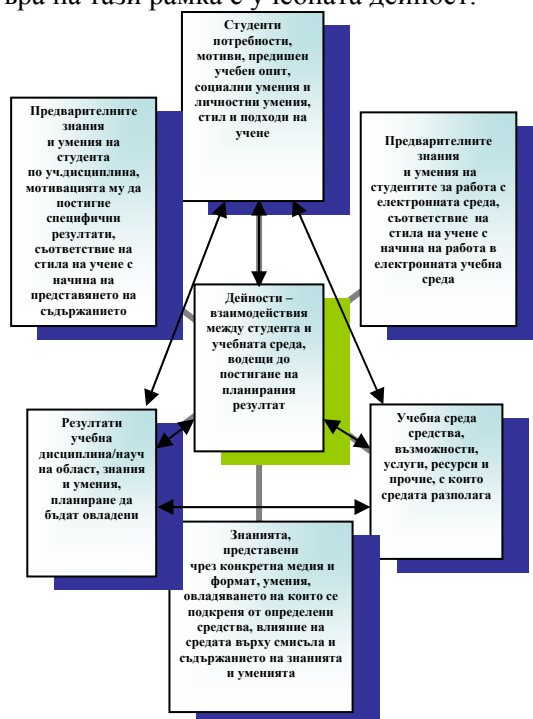 тази рамка е учебната дейност.
Студенти
потребности,
мотиви, предишен
учебен опит,
социални умения и
личностни умения,
стил и подходи на
учене
Предварителните
знания
и умения на
студента
по уч.дисциплина,
мотивацията му да
постигне
специфични
резултати,
съответствие на
стила на учене с
начина на
представянето на
съдържанието
Предварителните
знания
и умения на
студентите за работа с
електронната среда,
съответствие на
стила на учене с
начина на работа в
електронната учебна
среда
Дейности –
взаимодействия
между студента и
учебната среда,
водещи до
постигане на
планирания
резултат
Резултати
учебна
дисциплина/науч
на област, знания
и умения,
планиране да
бъдат овладени
Учебна среда
средства,
възможности,
услуги, ресурси и
прочие, с които
средата разполага
Знанията,
представени
чрез конкретна медия и
формат, умения,
овладяването на които се
подкрепя от определени
средства, влияние на
средата върху смисъла и
съдържанието на знанията
и уменията